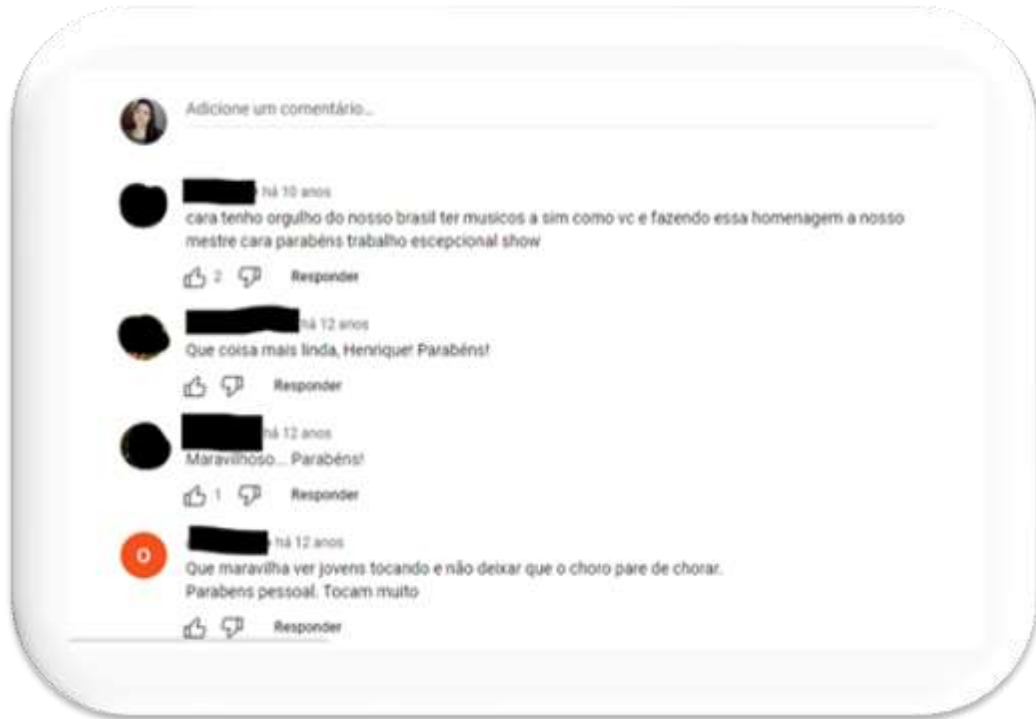 Adicione um comentário...
há 10 anos
cara tenho orgulho do nosso brasil ter musicos a sim como vc e fazendo essa homenagem a nosso
mestre cara parabéns trabalho escepcional show
2 Responder
há 12 anos
Que coisa mais linda, Henrique! Parabéns!
Responder
há 12 anos
Maravilhoso... Parabéns!
1 Responder
O
há 12 anos
Que maravilha ver jovens tocando e não deixar que o choro pare de chorar.
Parabens pessoal. Tocam muito
Responder